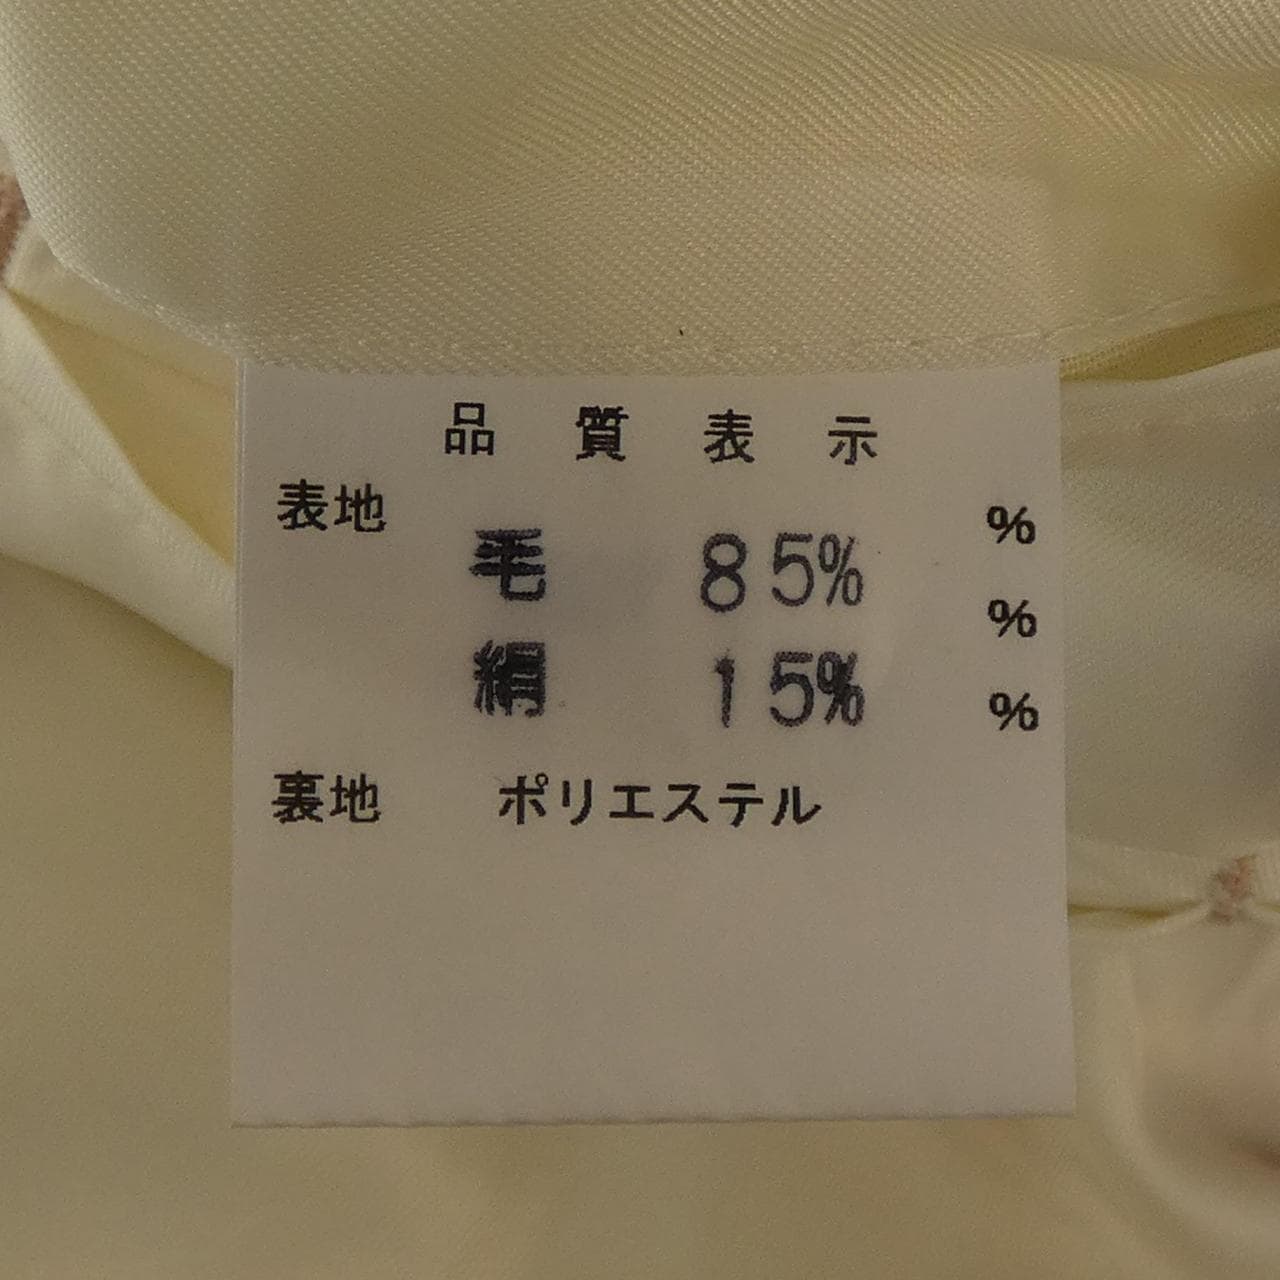 品質表示
表地 %
毛 85%
%
絹 15%
%
裏地 ポリエステル